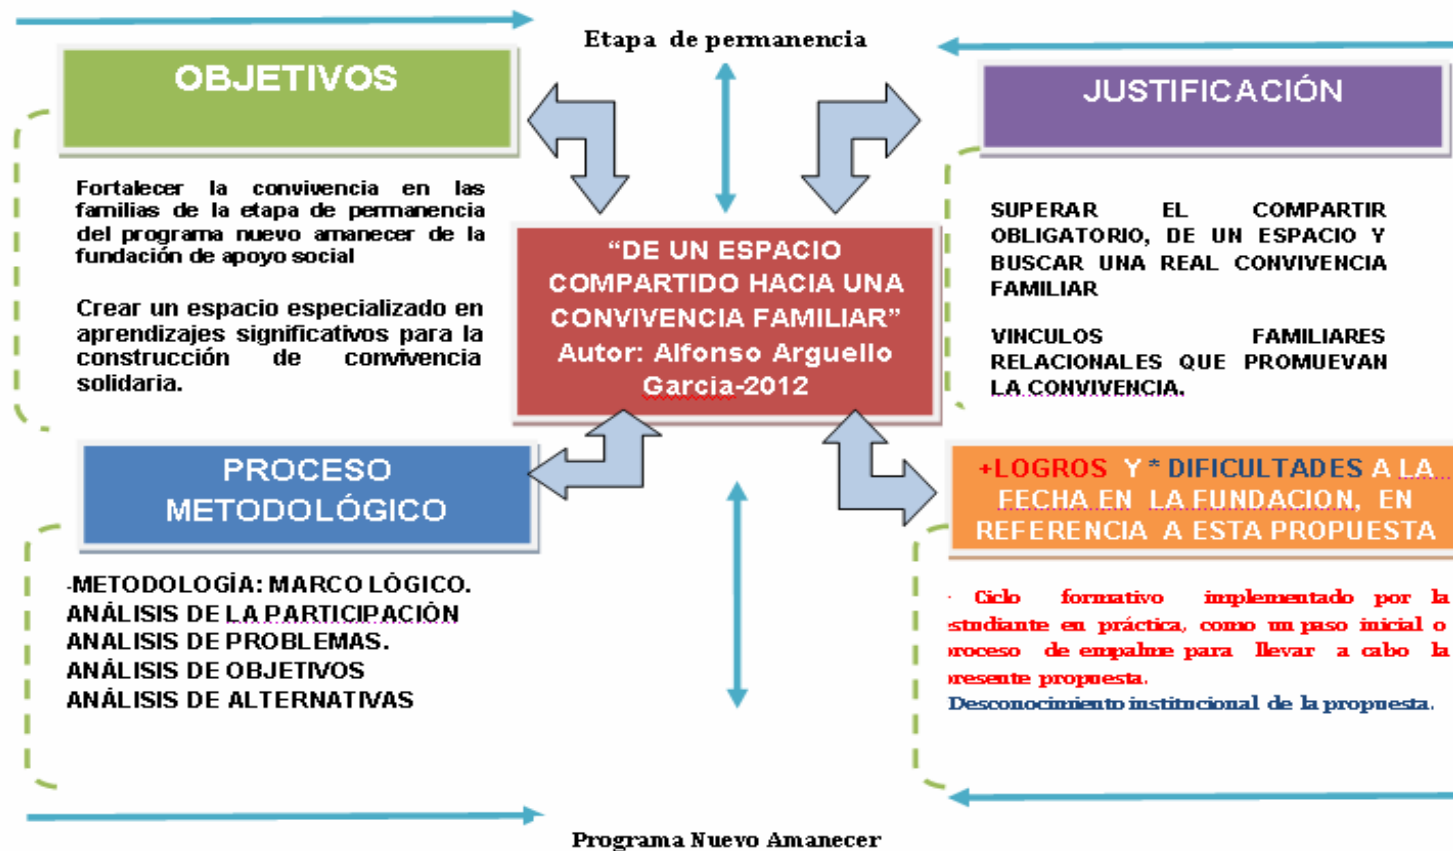 Etapa de permanencia
OBJETIVOS
Fortalecer la convivencia en las
familias de la etapa de permanencia
del programa nuevo amanecer de la
fundación de apoyo social
Crear un espacio especializado en
aprendizajes significativos para la
construcción de convivencia
solidaria.
JUSTIFICACIÓN
SUPERAR EL COMPARTIR
OBLIGATORIO, DE UN ESPACIO Y
BUSCAR UNA REAL CONVIVENCIA
FAMILIAR
VINCULOS FAMILIARES
RELACIONALES QUE PROMUEVAN
LA CONVIVENCIA.
“DE UN ESPACIO
COMPARTIDO HACIA UNA
CONVIVENCIA FAMILIAR”
Autor: Alfonso Arguello
Garcia-2012
PROCESO
METODOLÓGICO
-METODOLOGÍA: MARCO LÓGICO.
ANÁLISIS DE LA PARTICIPACIÓN
ANALISIS DE PROBLEMAS.
ANÁLISIS DE OBJETIVOS
ANÁLISIS DE ALTERNATIVAS
+LOGROS Y * DIFICULTADES A LA
FECHA EN LA FUNDACION, EN
REFERENCIA A ESTA PROPUESTA
Ciclo formativo implementado por la
studiante en práctica, como un paso inicial o
roceso de empalme para llevar a cabo la
resente propuesta.
Desconocimiento institucional de la propuesta.
Programa Nuevo Amanecer